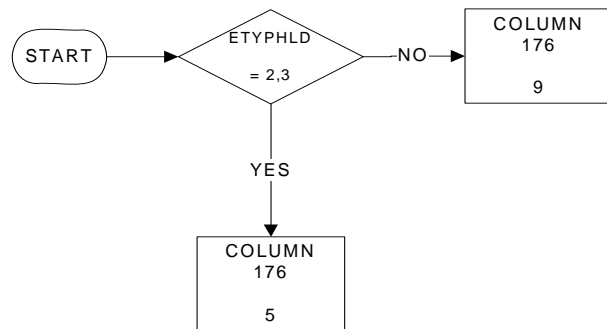 START
ETYPHLD
= 2,3
NO
COLUMN
176
9
YES
COLUMN
176
5